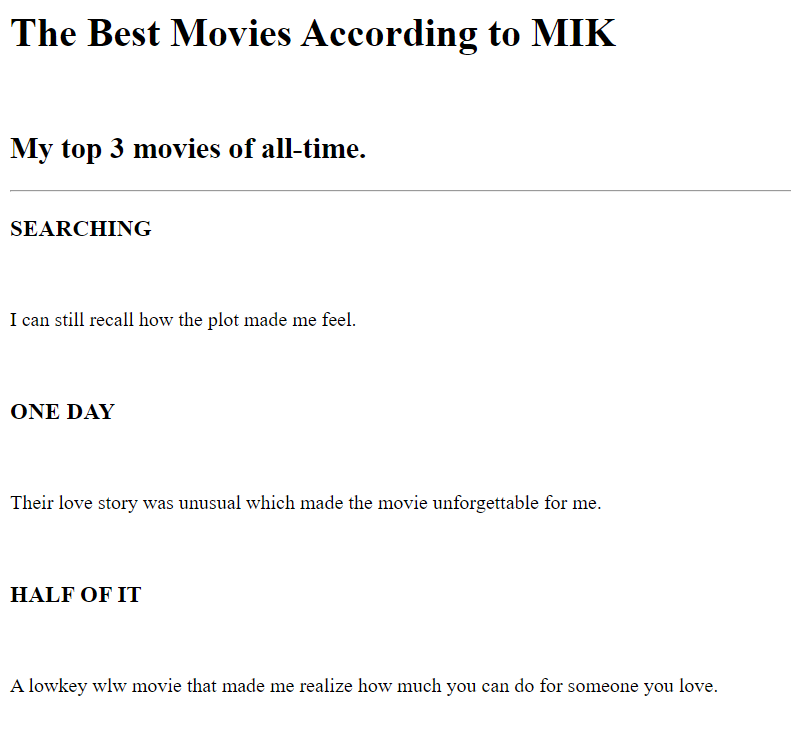 The Best Movies According to MIK
My top 3 movies of all-time.
SEARCHING
I can still recall how the plot made me feel.
ONE DAY
Their love story was unusual which made the movie unforgettable for me.
HALF OF IT
A lowkey wlw movie that made me realize how much you can do for someone you love.